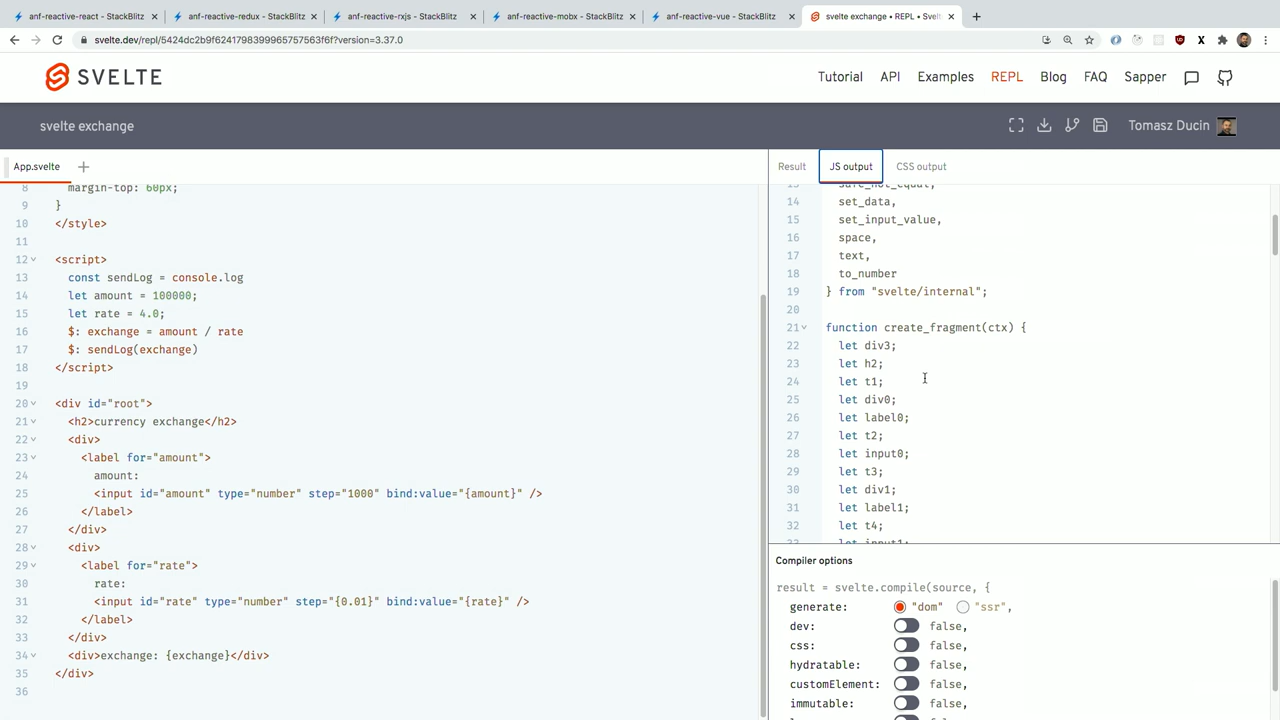 anf-reactive-react - StackBlitz
anf-reactive-redux - StackBlitz
anf-reactive-rxjs - StackBlitz
anf-reactive-mobx - StackBlitz
anf-reactive-vue - StackBlitz
svelte exchange • REPL • Svel
svelte.dev/repl/5424dc2b9f62417983999657575 63f6f?version=3.37.0
SVELTE
Tutorial API Examples REPL Blog FAQ Sapper
svelte exchange
Tomasz Ducin
App.svelte
8 margin-top: 60px;
9 }
10 </style>
11
12 <script>
13 const sendLog = console.log
14 let amount = 100000;
15 let rate = 4.0;
16 $: exchange = amount / rate
17 $: sendLog(exchange)
18 </script>
19
20 <div id="root">
21 <h2>currency exchange</h2>
22 <div>
23 <label for="amount">
24 amount:
25 <input id="amount" type="number" step="1000" bind:value="{amount}" />
26 </label>
27 </div>
28 <div>
29 <label for="rate">
30 rate:
31 <input id="rate" type="number" step="{0.01}" bind:value="{rate}" />
32 </label>
33 </div>
34 <div>exchange: {exchange}</div>
35 </div>
36
Result JS output CSS output
13 safe_not_equal,
14 set_data,
15 set_input_value,
16 space,
17 text,
18 to_number
19 } from "svelte/internal";
20
21 function create_fragment(ctx) {
22 let div3;
23 let h2;
24 let t1;
25 let div0;
26 let label0;
27 let t2;
28 let input0;
29 let t3;
30 let div1;
31 let label1;
32 let t4;
33 let input1;
Compiler options
result = svelte.compile(source, {
generate: "dom" "ssr",
dev: false,
css: false,
hydratable: false,
customElement: false,
immutable: false,